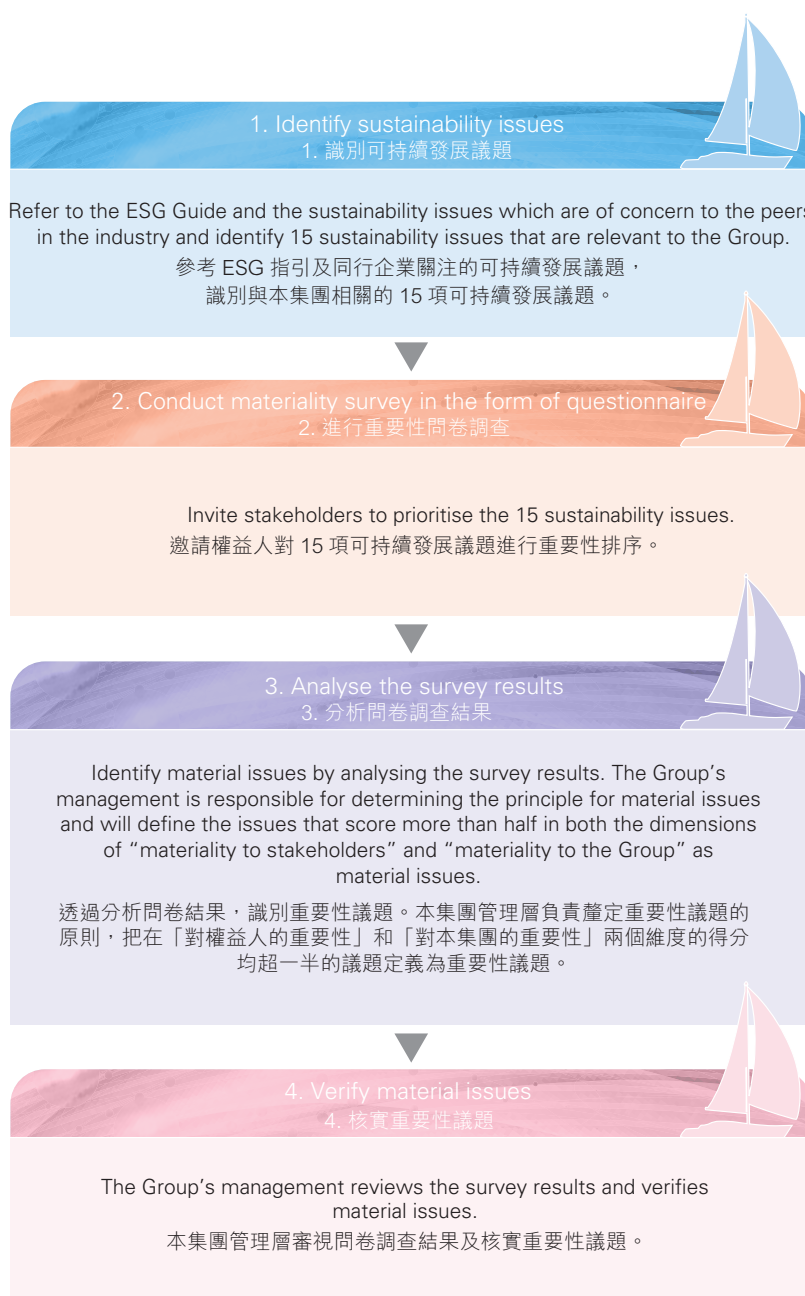 1. Identify sustainability issues
1. 識別可持續發展議題
Refer to the ESG Guide and the sustainability issues which are of concern to the peers
in the industry and identify 15 sustainability issues that are relevant to the Group.
參考 ESG 指引及同行企業關注的可持續發展議題，
識別與本集團相關的 15 項可持續發展議題。
2. Conduct materiality survey in the form of questionnaire
2. 進行重要性問卷調查
Invite stakeholders to prioritise the 15 sustainability issues.
邀請權益人對 15 項可持續發展議題進行重要性排序。
3. Analyse the survey results
3. 分析問卷調查結果
Identify material issues by analysing the survey results. The Group’s
management is responsible for determining the principle for material issues
and will define the issues that score more than half in both the dimensions
of “materiality to stakeholders” and “materiality to the Group” as
material issues.
透過分析問卷結果，識別重要性議題。本集團管理層負責釐定重要性議題的
原則，把在「對權益人的重要性」和「對本集團的重要性」兩個維度的得分
均超一半的議題定義為重要性議題。
4. Verify material issues
4. 核實重要性議題
The Group’s management reviews the survey results and verifies
material issues.
本集團管理層審視問卷調查結果及核實重要性議題。